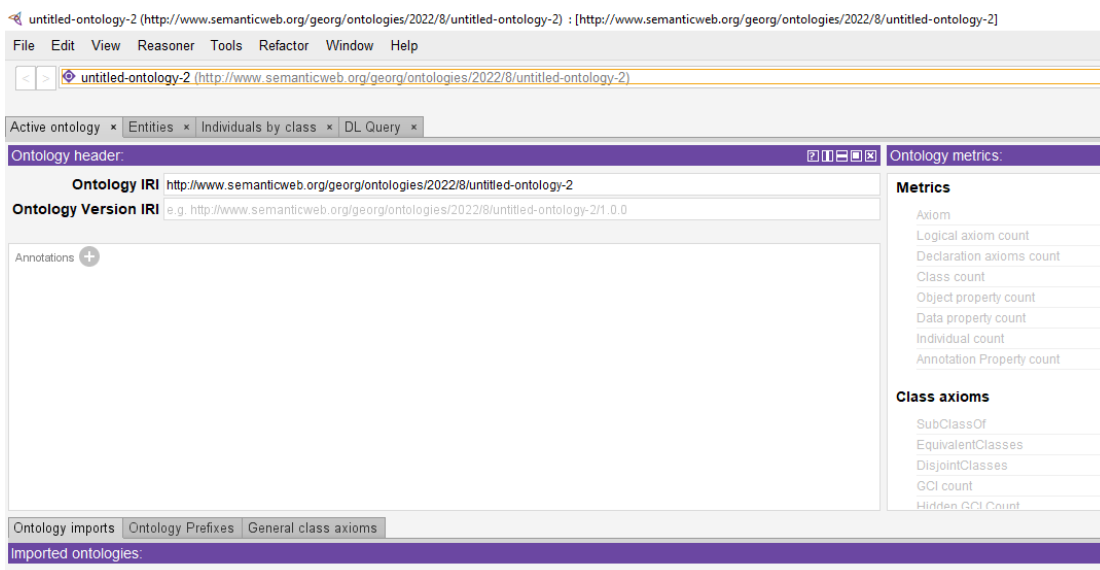 untitled-ontology-2 (http://www.semanticweb.org/georg/ontologies/2022/8/untitled-ontology-2) : [http://www.semanticweb.org/georg/ontologies/2022/8/untitled-ontology-2]
File Edit View Reasoner Tools Refactor Window Help
< > untitled-ontology-2 (http://www.semanticweb.org/georg/ontologies/2022/8/untitled-ontology-2)
Active ontology × Entities × Individuals by class × DL Query ×
Ontology header:
Ontology IRI http://www.semanticweb.org/georg/ontologies/2022/8/untitled-ontology-2
Ontology Version IRI e.g. http://www.semanticweb.org/georg/ontologies/2022/8/untitled-ontology-2/1.0.0
Annotations
Ontology metrics:
Metrics
Axiom
Logical axiom count
Declaration axioms count
Class count
Object property count
Data property count
Individual count
Annotation Property count
Class axioms
SubClassOf
EquivalentClasses
DisjointClasses
GCI count
Hidden GCI Count
Ontology imports Ontology Prefixes General class axioms
Imported ontologies: